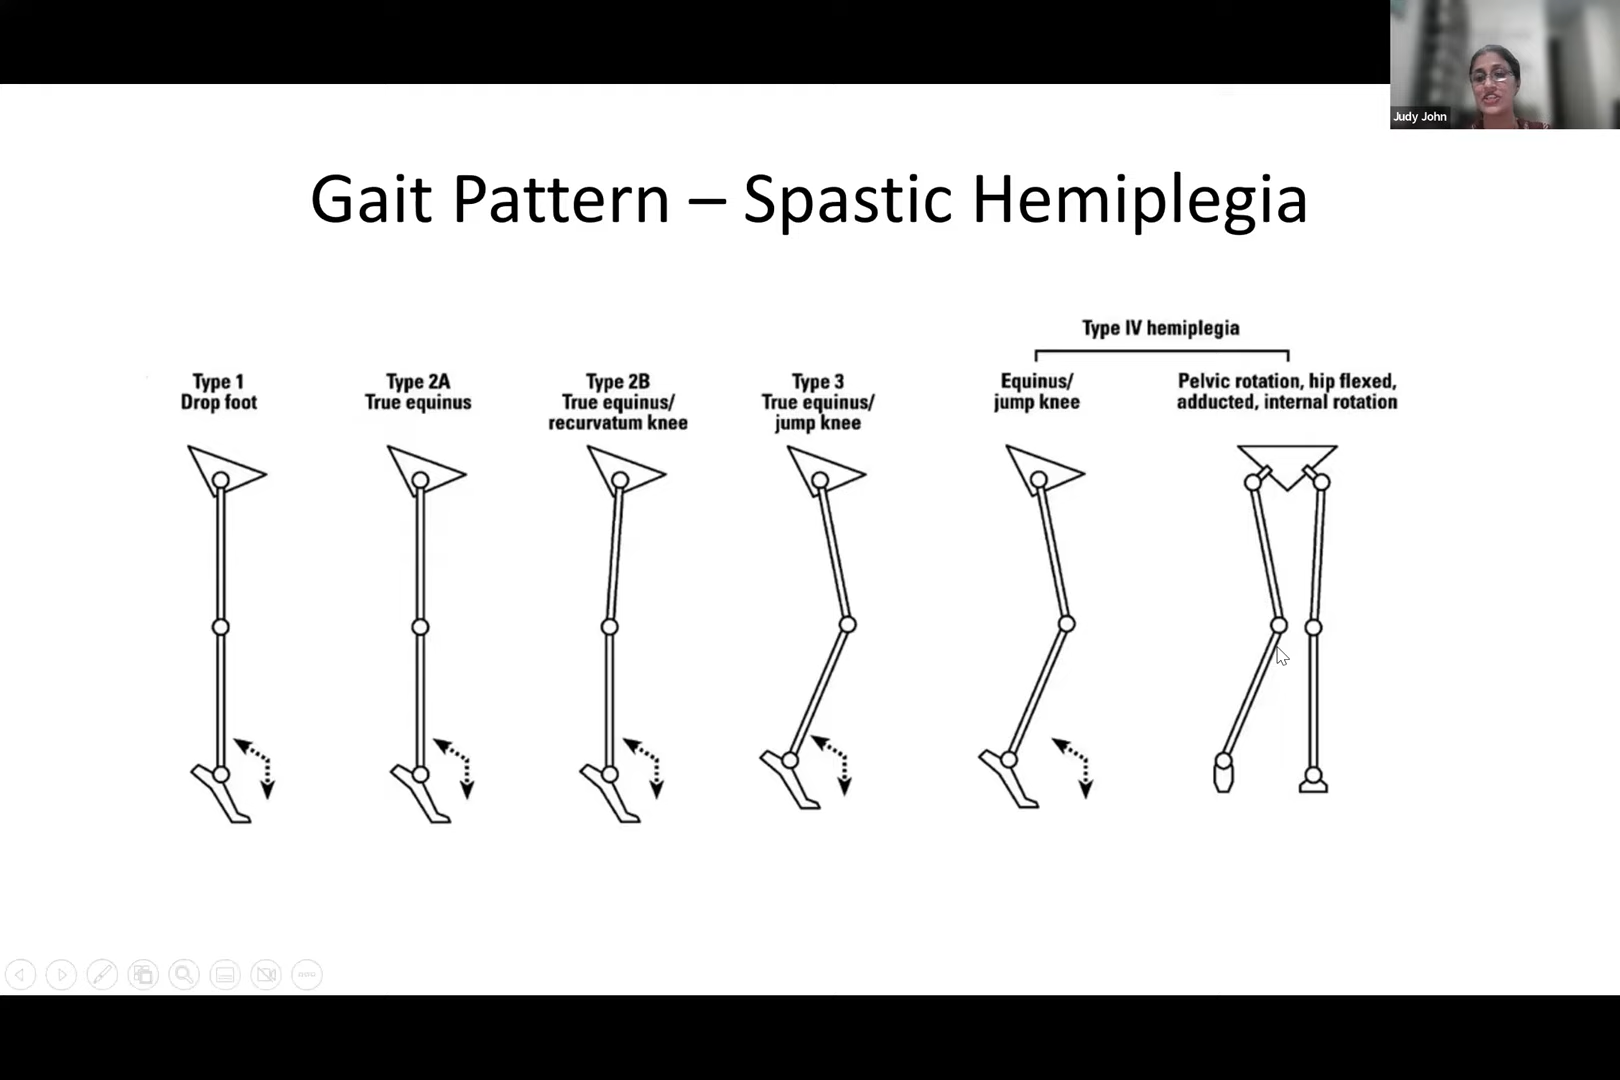 Judy John
Gait Pattern – Spastic Hemiplegia
Type IV hemiplegia
Type 1
Drop foot
Type 2A
True equinus
Type 2B
True equinus/
recurvatum knee
Type 3
True equinus/
jump knee
Equinus/
jump knee
Pelvic rotation, hip flexed,
adducted, internal rotation